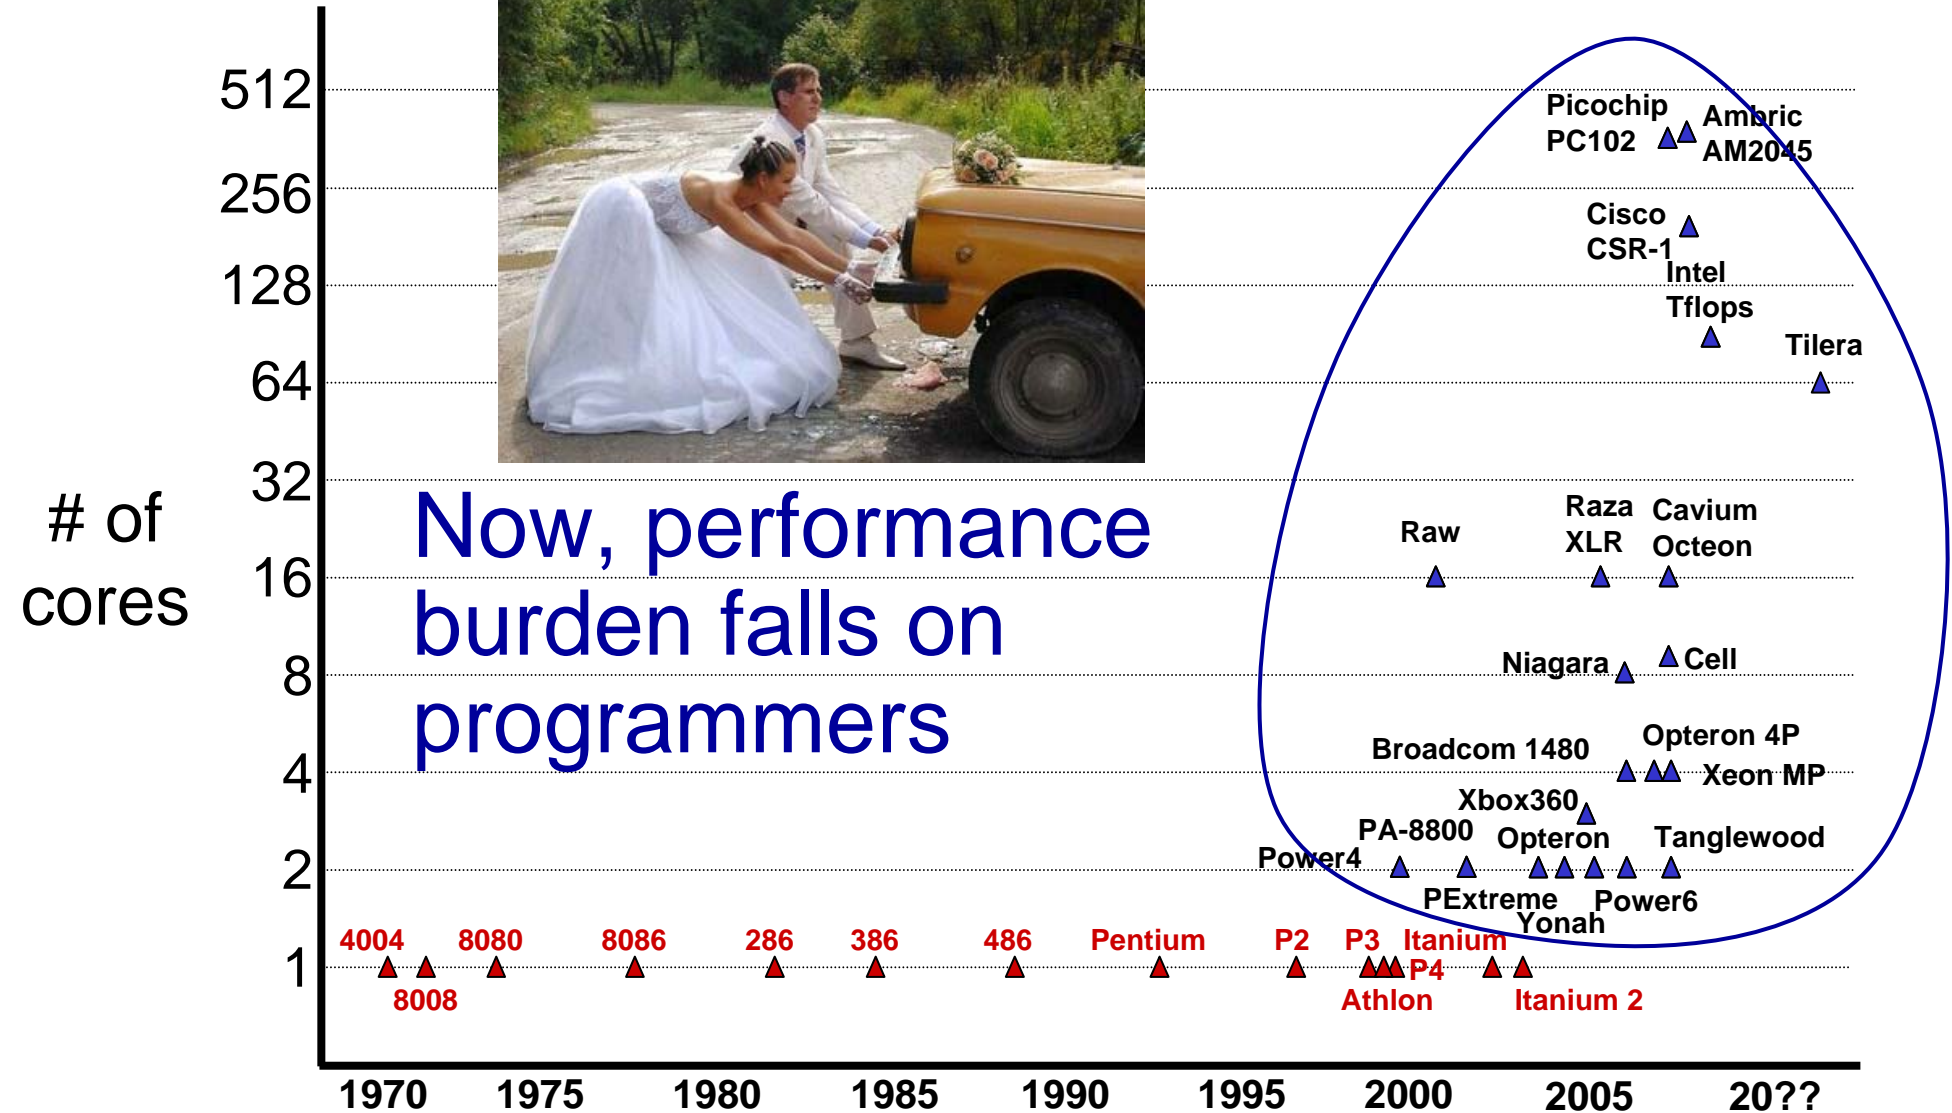 512
256
128
64
32
16
8
4
2
1
# of
cores
Now, performance
burden falls on
programmers
Picochip
PC102
Ambric
AM2045
Cisco
CSR-1
Intel
Tflops
Tilera
Raw
Raza
XLR
Cavium
Octeon
Niagara
Cell
Broadcom 1480
Opteron 4P
Xeon MP
Xbox360
PA-8800
Opteron
Tanglewood
Power4
PExtreme
Power6
Yonah
4004
8080
8086
286
386
486
Pentium
P2
P3
Itanium
P4
8008
Athlon
Itanium 2
1970
1975
1980
1985
1990
1995
2000
2005
20??